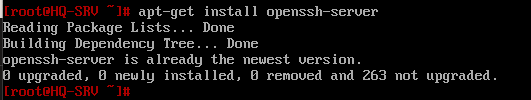 [root@HQ-SRV ~]# apt-get install openssh-server
Reading Package Lists... Done
Building Dependency Tree... Done
openssh-server is already the newest version.
0 upgraded, 0 newly installed, 0 removed and 263 not upgraded.
[root@HQ-SRV ~]#